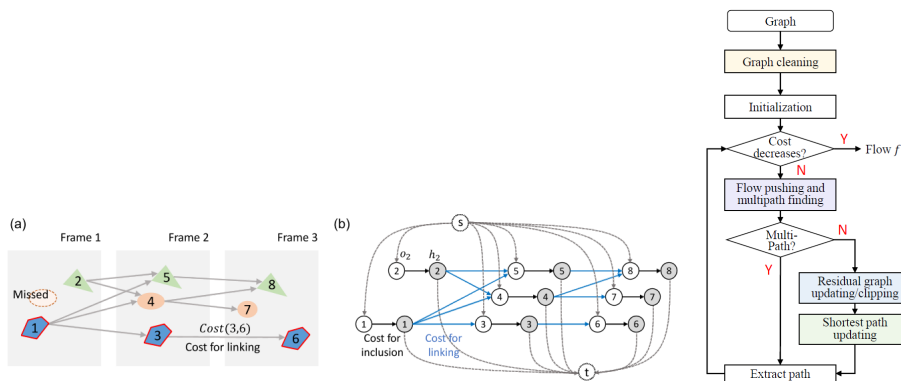 (a)
Frame 1
Frame 2
Frame 3
Missed
2
5
8
4
7
1
3
6
Cost(3,6)
Cost for linking
(b)
s
o₂
h₂
2
2
5
5
8
8
4
4
7
7
1
1
3
3
6
6
Cost for
inclusion
Cost for
linking
t
Graph
Graph cleaning
Initialization
Cost
decreases?
Y
Flow f
N
Flow pushing and
multipath finding
Multi-
Path?
N
Y
Residual graph
updating/clipping
Shortest path
updating
Extract path